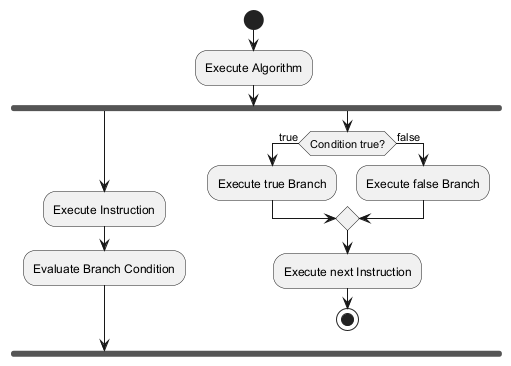 Execute Algorithm
Execute Instruction
Evaluate Branch Condition
Condition true?
true
false
Execute true Branch
Execute false Branch
Execute next Instruction